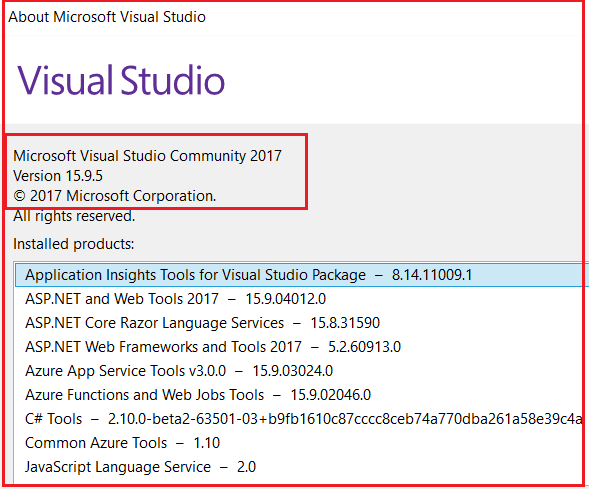 About Microsoft Visual Studio
Visual Studio
Microsoft Visual Studio Community 2017
Version 15.9.5
© 2017 Microsoft Corporation.
All rights reserved.
Installed products:
Application Insights Tools for Visual Studio Package – 8.14.11009.1
ASP.NET and Web Tools 2017 – 15.9.04012.0
ASP.NET Core Razor Language Services – 15.8.31590
ASP.NET Web Frameworks and Tools 2017 – 5.2.60913.0
Azure App Service Tools v3.0.0 – 15.9.03024.0
Azure Functions and Web Jobs Tools – 15.9.02046.0
C# Tools – 2.10.0-beta2-63501-03+b9fb1610c87cccc8ceb74a770dba261a58e39c4a
Common Azure Tools – 1.10
JavaScript Language Service – 2.0